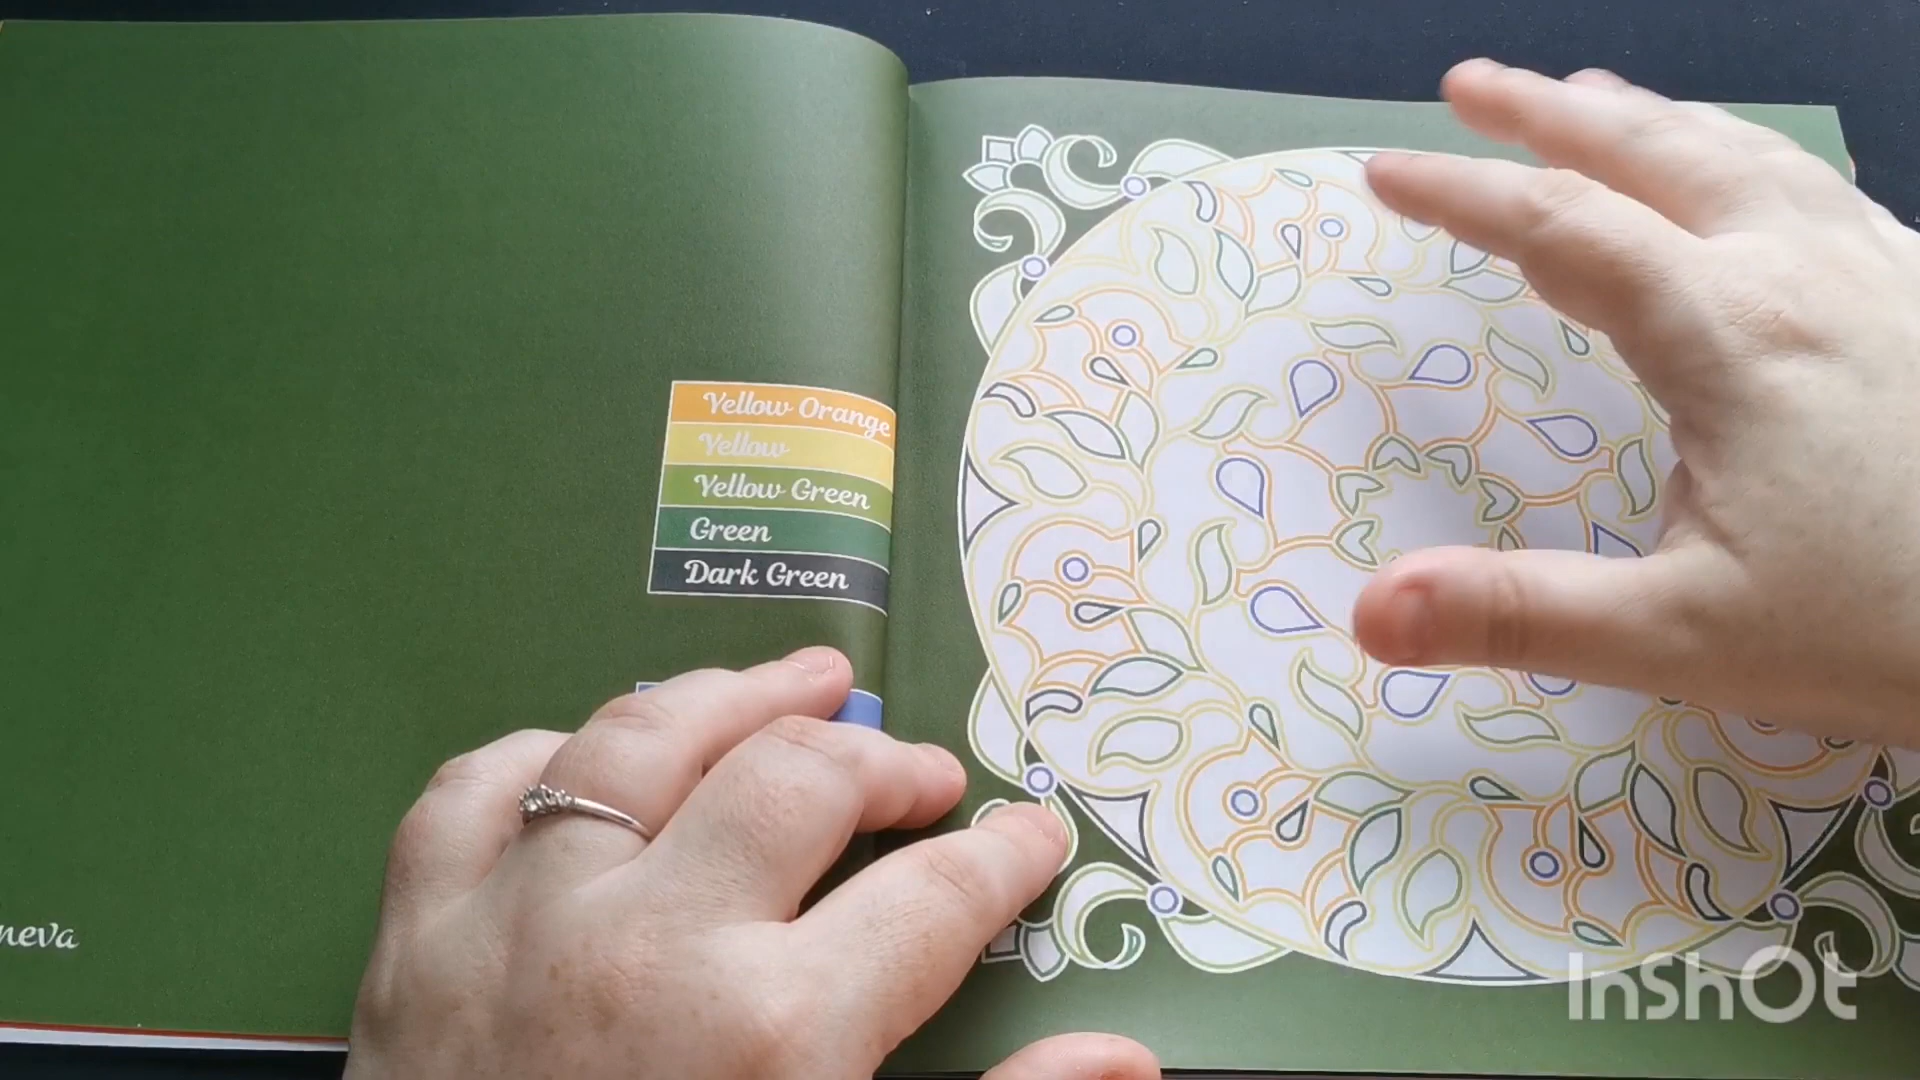 Yellow Orange
Yellow
Yellow Green
Green
Dark Green
neva
InShOt